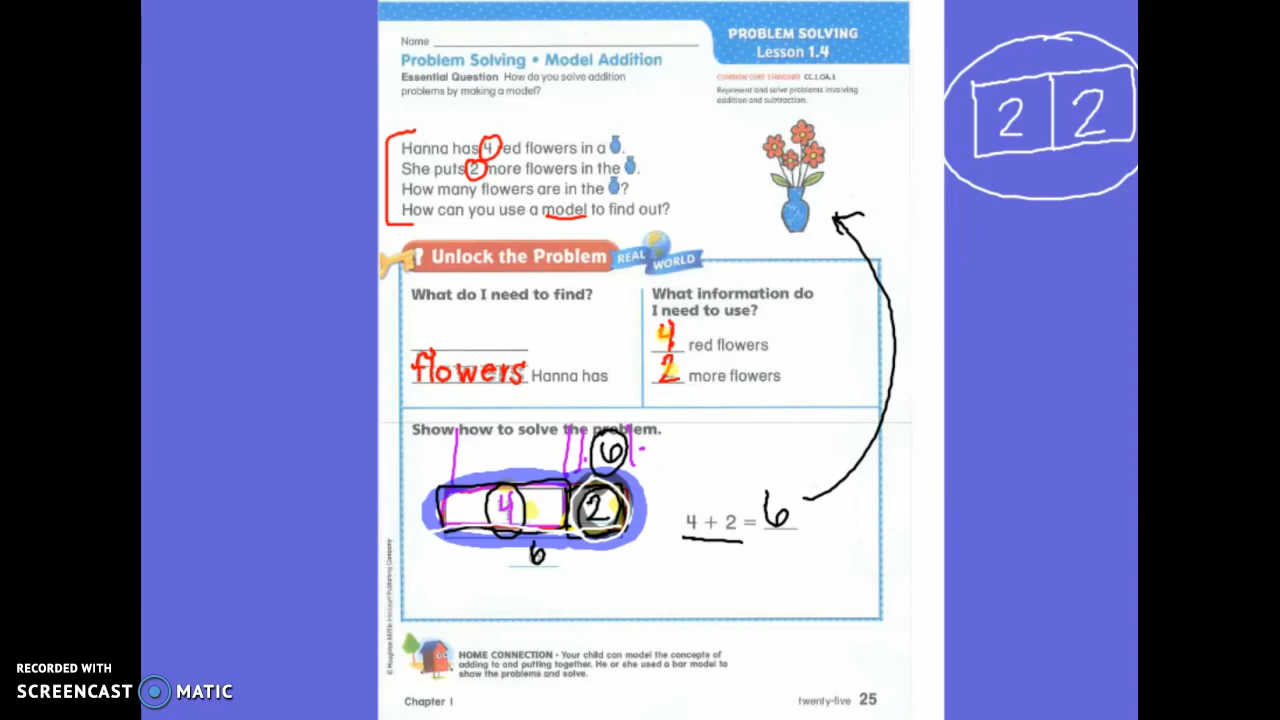 Name
PROBLEM SOLVING
Lesson 1.4
Problem Solving • Model Addition
Essential Question How do you solve addition
problems by making a model?
COMMON CORE STANDARD CC.1.OA.1
Represent and solve problems involving
addition and subtraction.
2 2
Hanna has 4 red flowers in a
She puts 2 more flowers in the
How many flowers are in the ?
How can you use a model to find out?
Unlock the Problem
REAL WORLD
What do I need to find?
flowers Hanna has
What information do
I need to use?
4 red flowers
2 more flowers
Show how to solve the problem.
6
4 2
6
4 + 2 = 6
© Houghton Mifflin Harcourt Publishing Company
HOME CONNECTION • Your child can model the concepts of
adding to and putting together. He or she used a bar model to
show the problems and solve.
Chapter 1
twenty-five 25
RECORDED WITH
SCREENCAST MATIC